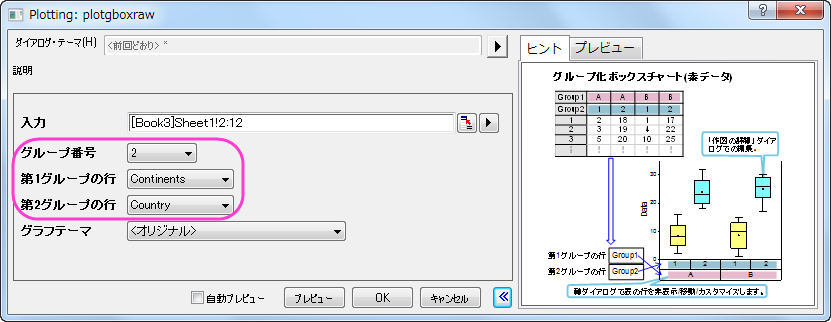 Plotting: plotgboxraw
ダイアログ・テーマ(H) <前回どおり> *
説明
入力 [Book3]Sheet1!2:12
グループ番号 2
第1グループの行 Continents
第2グループの行 Country
グラフテーマ <オリジナル>
自動プレビュー プレビュー OK キャンセル
ヒント プレビュー
グループ化 ボックスチャート(素データ)
Group1 A A B B
Group2 1 2 1 2
1 2 18 1 17
2 3 19 4 22
3 5 20 10 25
「作図の詳細」ダイア
ログでの編集。
30
20
10
0
Data
第1グループの行 Group1
第2グループの行 Group2
1 2 1 2
A B
軸ダイアログで表の行を非表示/移動/カスタマイズします。